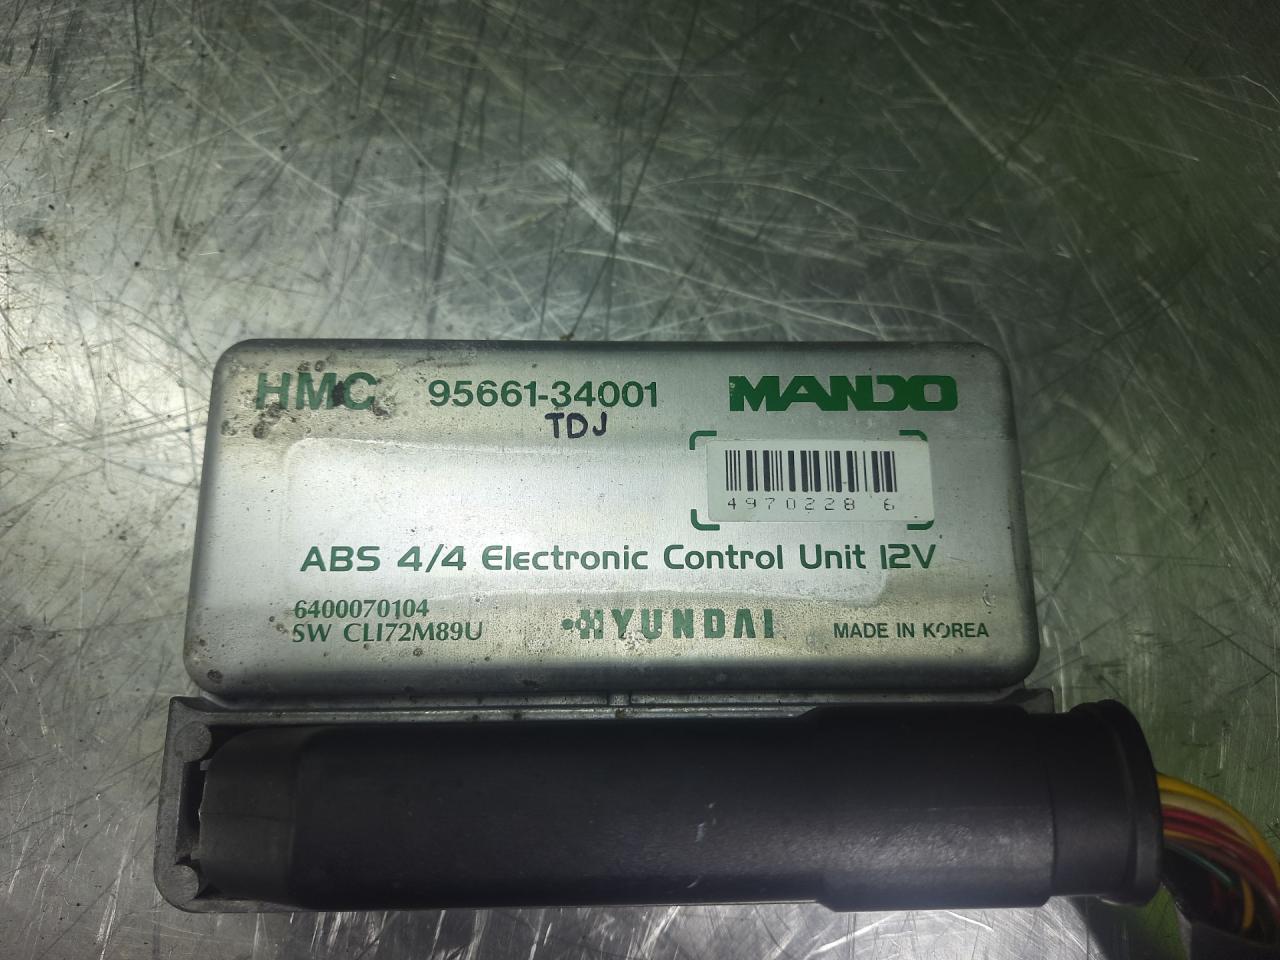 HMC 95661-34001 MANDO
TDJ
4970228 6
ABS 4/4 Electronic Control Unit 12V
6400070104
SW CLI72M89U
HYUNDAI
MADE IN KOREA